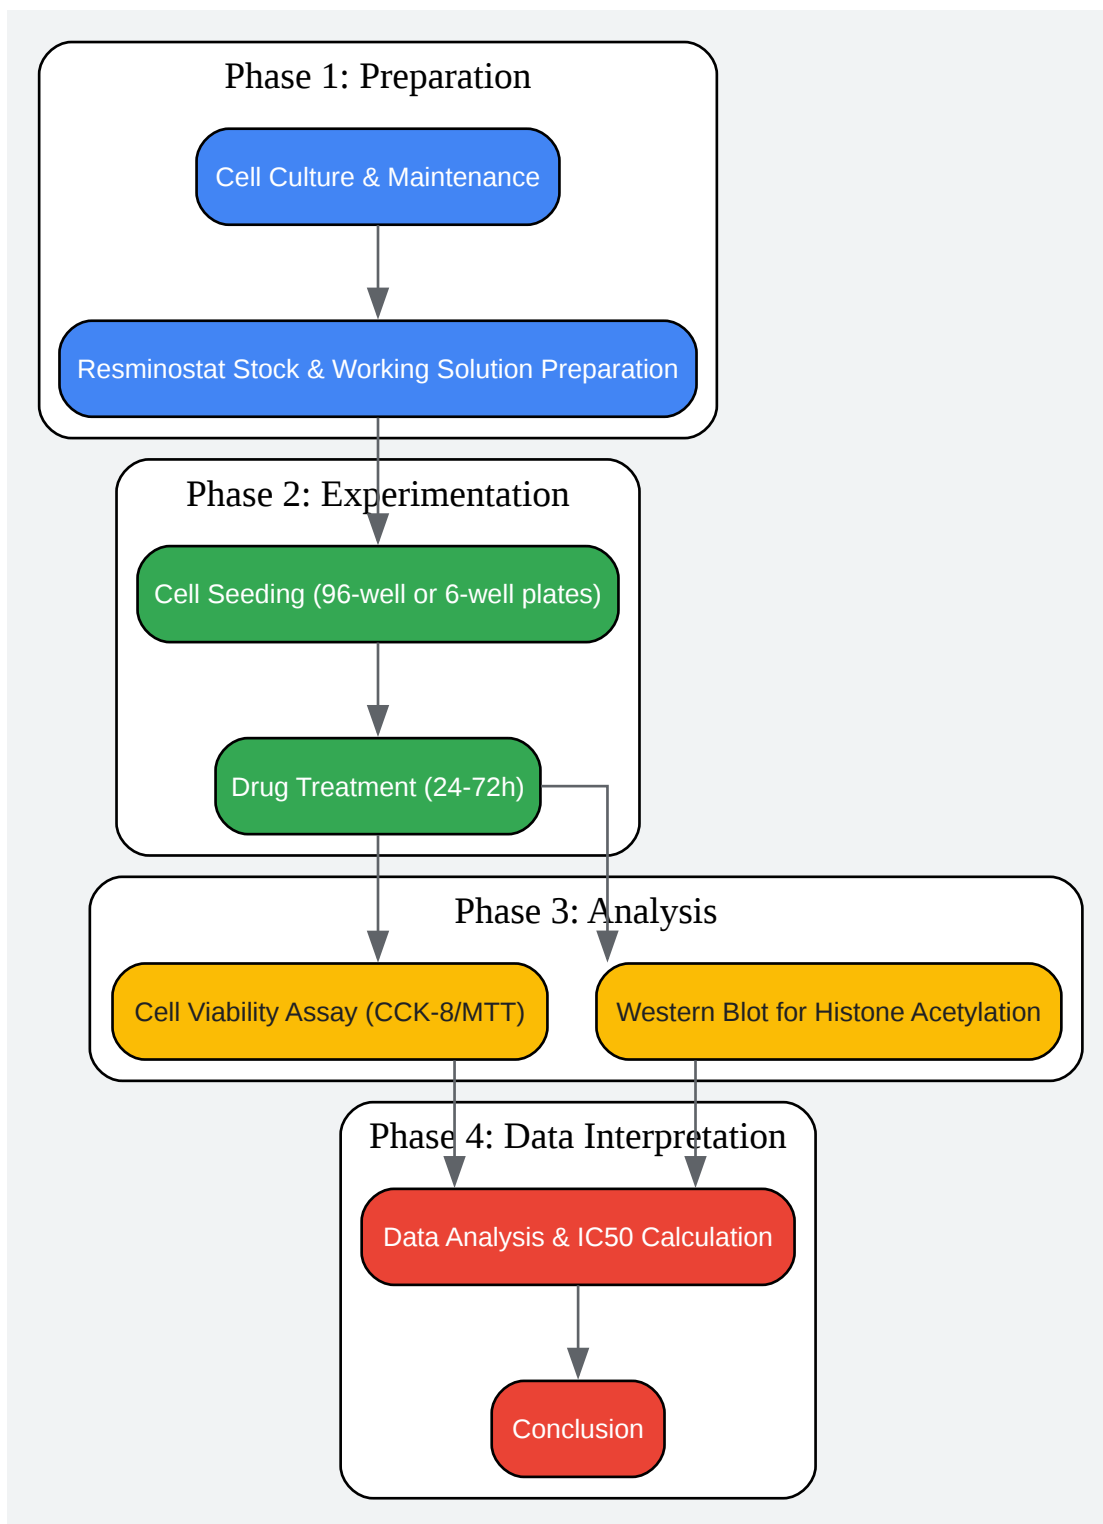 Phase 1: Preparation
Cell Culture & Maintenance
Resminostat Stock & Working Solution Preparation
Phase 2: Experimentation
Cell Seeding (96-well or 6-well plates)
Drug Treatment (24-72h)
Phase 3: Analysis
Cell Viability Assay (CCK-8/MTT)
Western Blot for Histone Acetylation
Phase 4: Data Interpretation
Data Analysis & IC50 Calculation
Conclusion